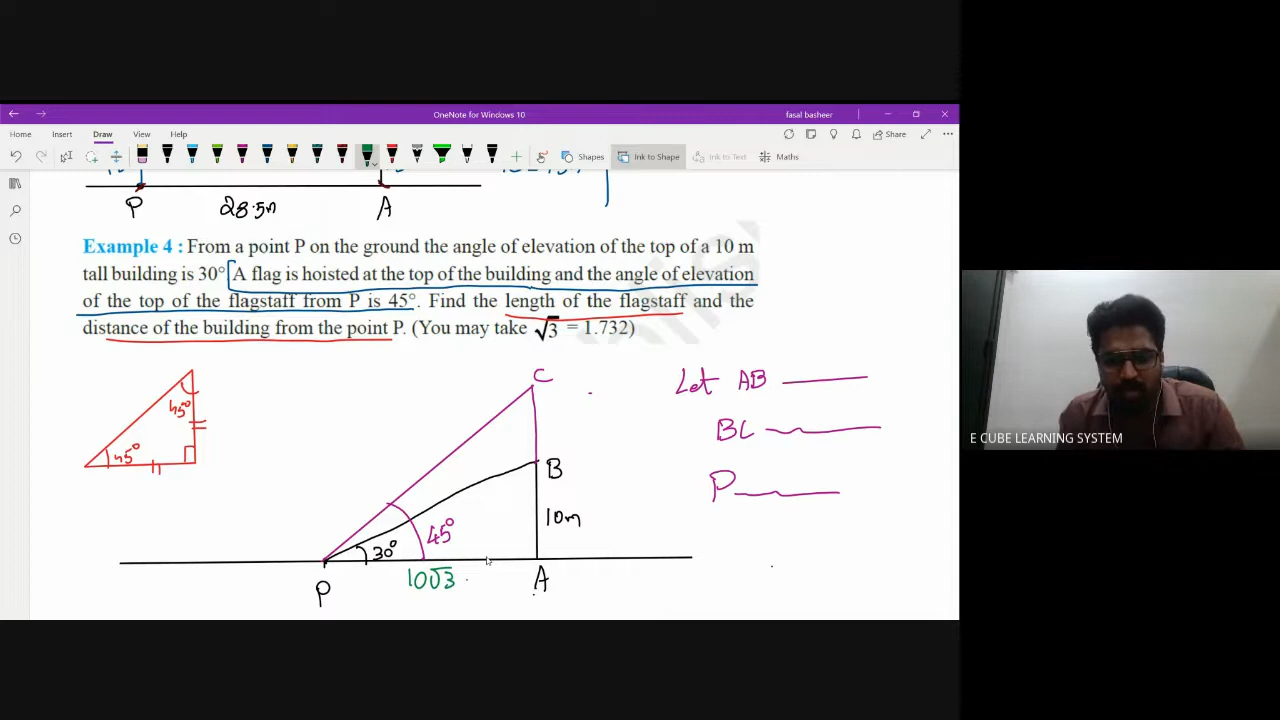 OneNote for Windows 10
fasal basheer
Home Insert Draw View Help
Share
Shapes
Ink to Shape
Ink to Text
Maths
P 28.5m A
Example 4 : From a point P on the ground the angle of elevation of the top of a 10 m
tall building is 30°. A flag is hoisted at the top of the building and the angle of elevation
of the top of the flagstaff from P is 45°. Find the length of the flagstaff and the
distance of the building from the point P. (You may take √3 = 1.732)
C
Let AB
45°
BC
45°
B
P
10m
45°
30°
10√3
P
A
E CUBE LEARNING SYSTEM